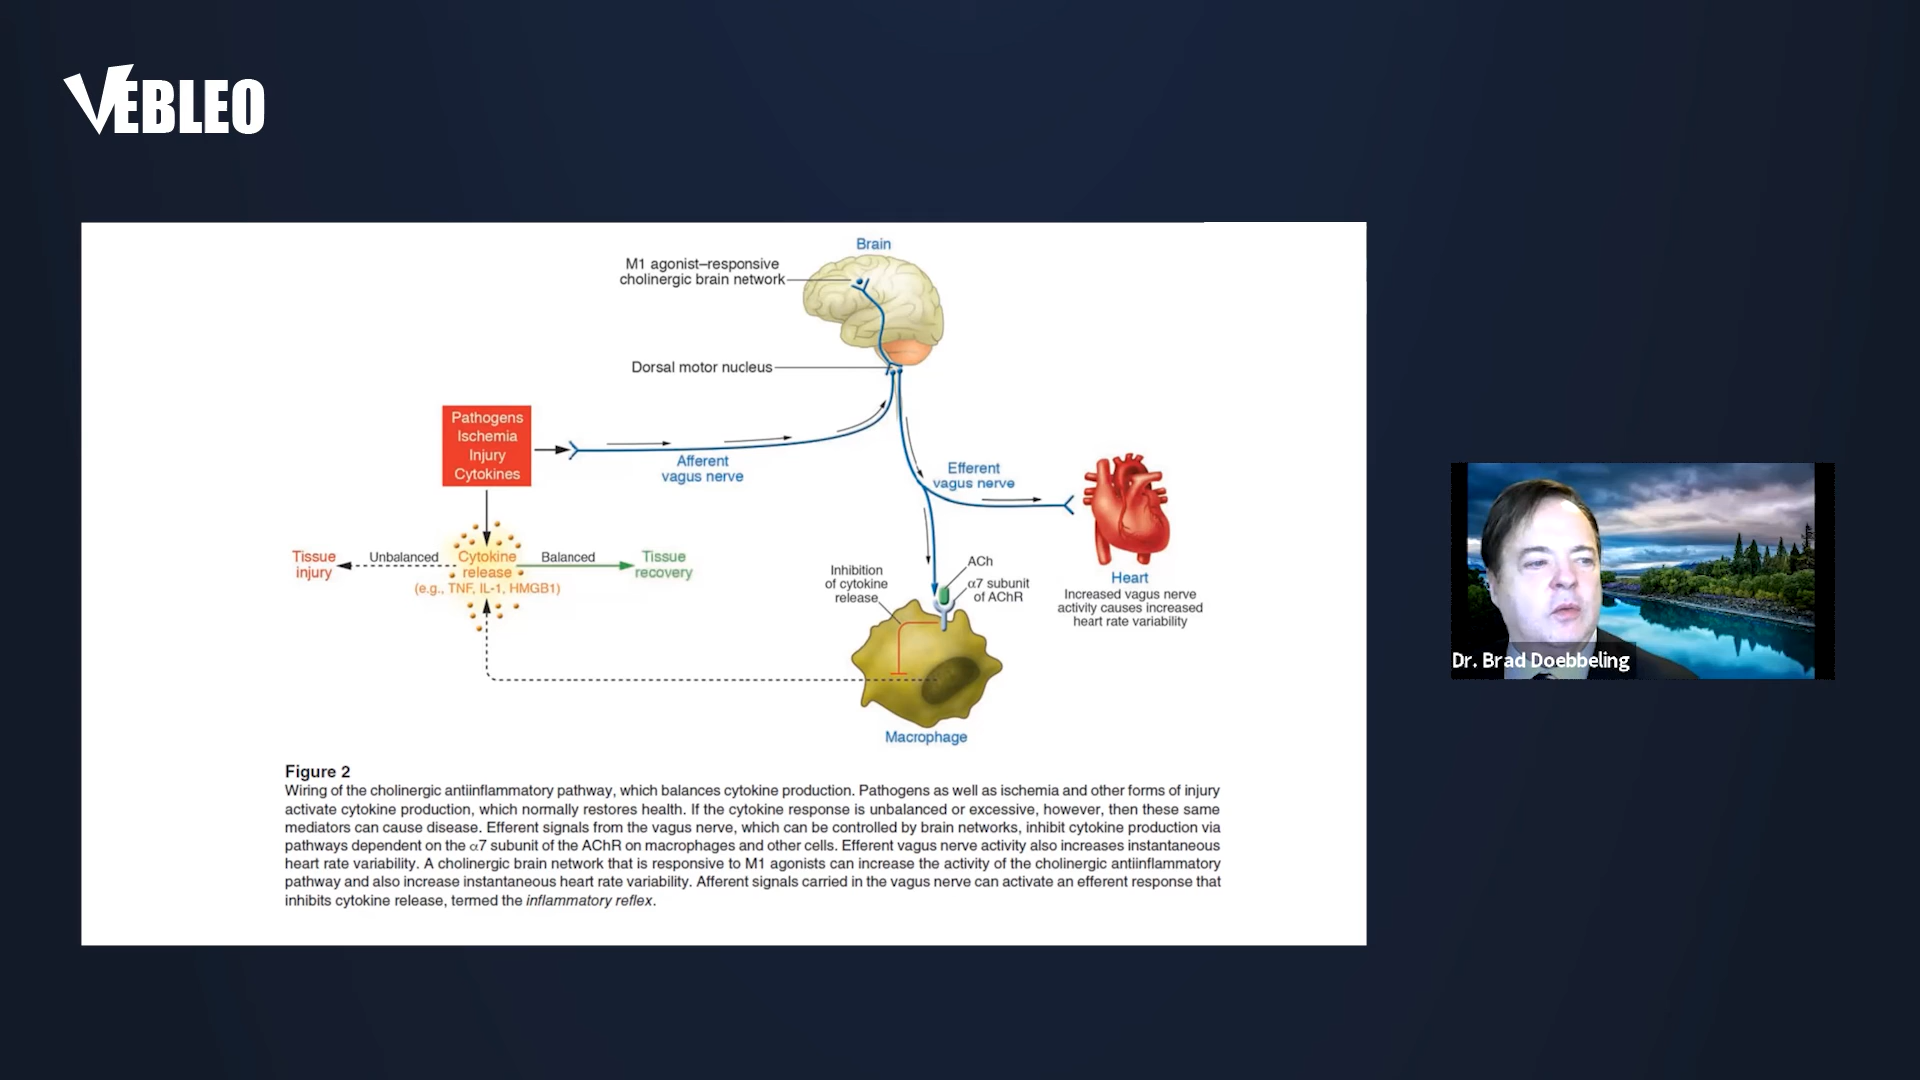 VEBLEO
Brain
M1 agonist–responsive
cholinergic brain network
Dorsal motor nucleus
Pathogens
Ischemia
Injury
Cytokines
Afferent
vagus nerve
Efferent
vagus nerve
Tissue
injury
Unbalanced
Cytokine
release
(e.g., TNF, IL-1, HMGB1)
Balanced
Tissue
recovery
Inhibition
of cytokine
release
ACh
α7 subunit
of AChR
Heart
Increased vagus nerve
activity causes increased
heart rate variability
Macrophage
Dr. Brad Doebbeling
Figure 2
Wiring of the cholinergic antiinflammatory pathway, which balances cytokine production. Pathogens as well as ischemia and other forms of injury
activate cytokine production, which normally restores health. If the cytokine response is unbalanced or excessive, however, then these same
mediators can cause disease. Efferent signals from the vagus nerve, which can be controlled by brain networks, inhibit cytokine production via
pathways dependent on the α7 subunit of the AChR on macrophages and other cells. Efferent vagus nerve activity also increases instantaneous
heart rate variability. A cholinergic brain network that is responsive to M1 agonists can increase the activity of the cholinergic antiinflammatory
pathway and also increase instantaneous heart rate variability. Afferent signals carried in the vagus nerve can activate an efferent response that
inhibits cytokine release, termed the inflammatory reflex.